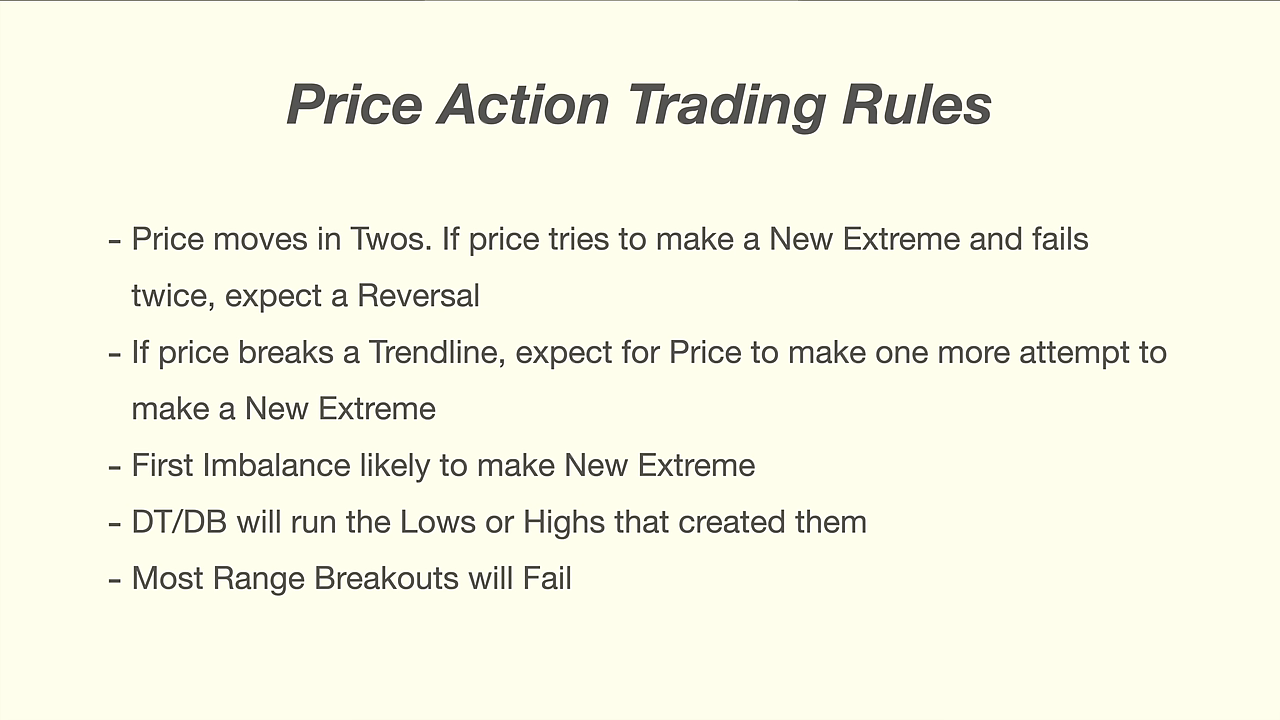 Price Action Trading Rules
- Price moves in Twos. If price tries to make a New Extreme and fails
twice, expect a Reversal
- If price breaks a Trendline, expect for Price to make one more attempt to
make a New Extreme
- First Imbalance likely to make New Extreme
- DT/DB will run the Lows or Highs that created them
- Most Range Breakouts will Fail